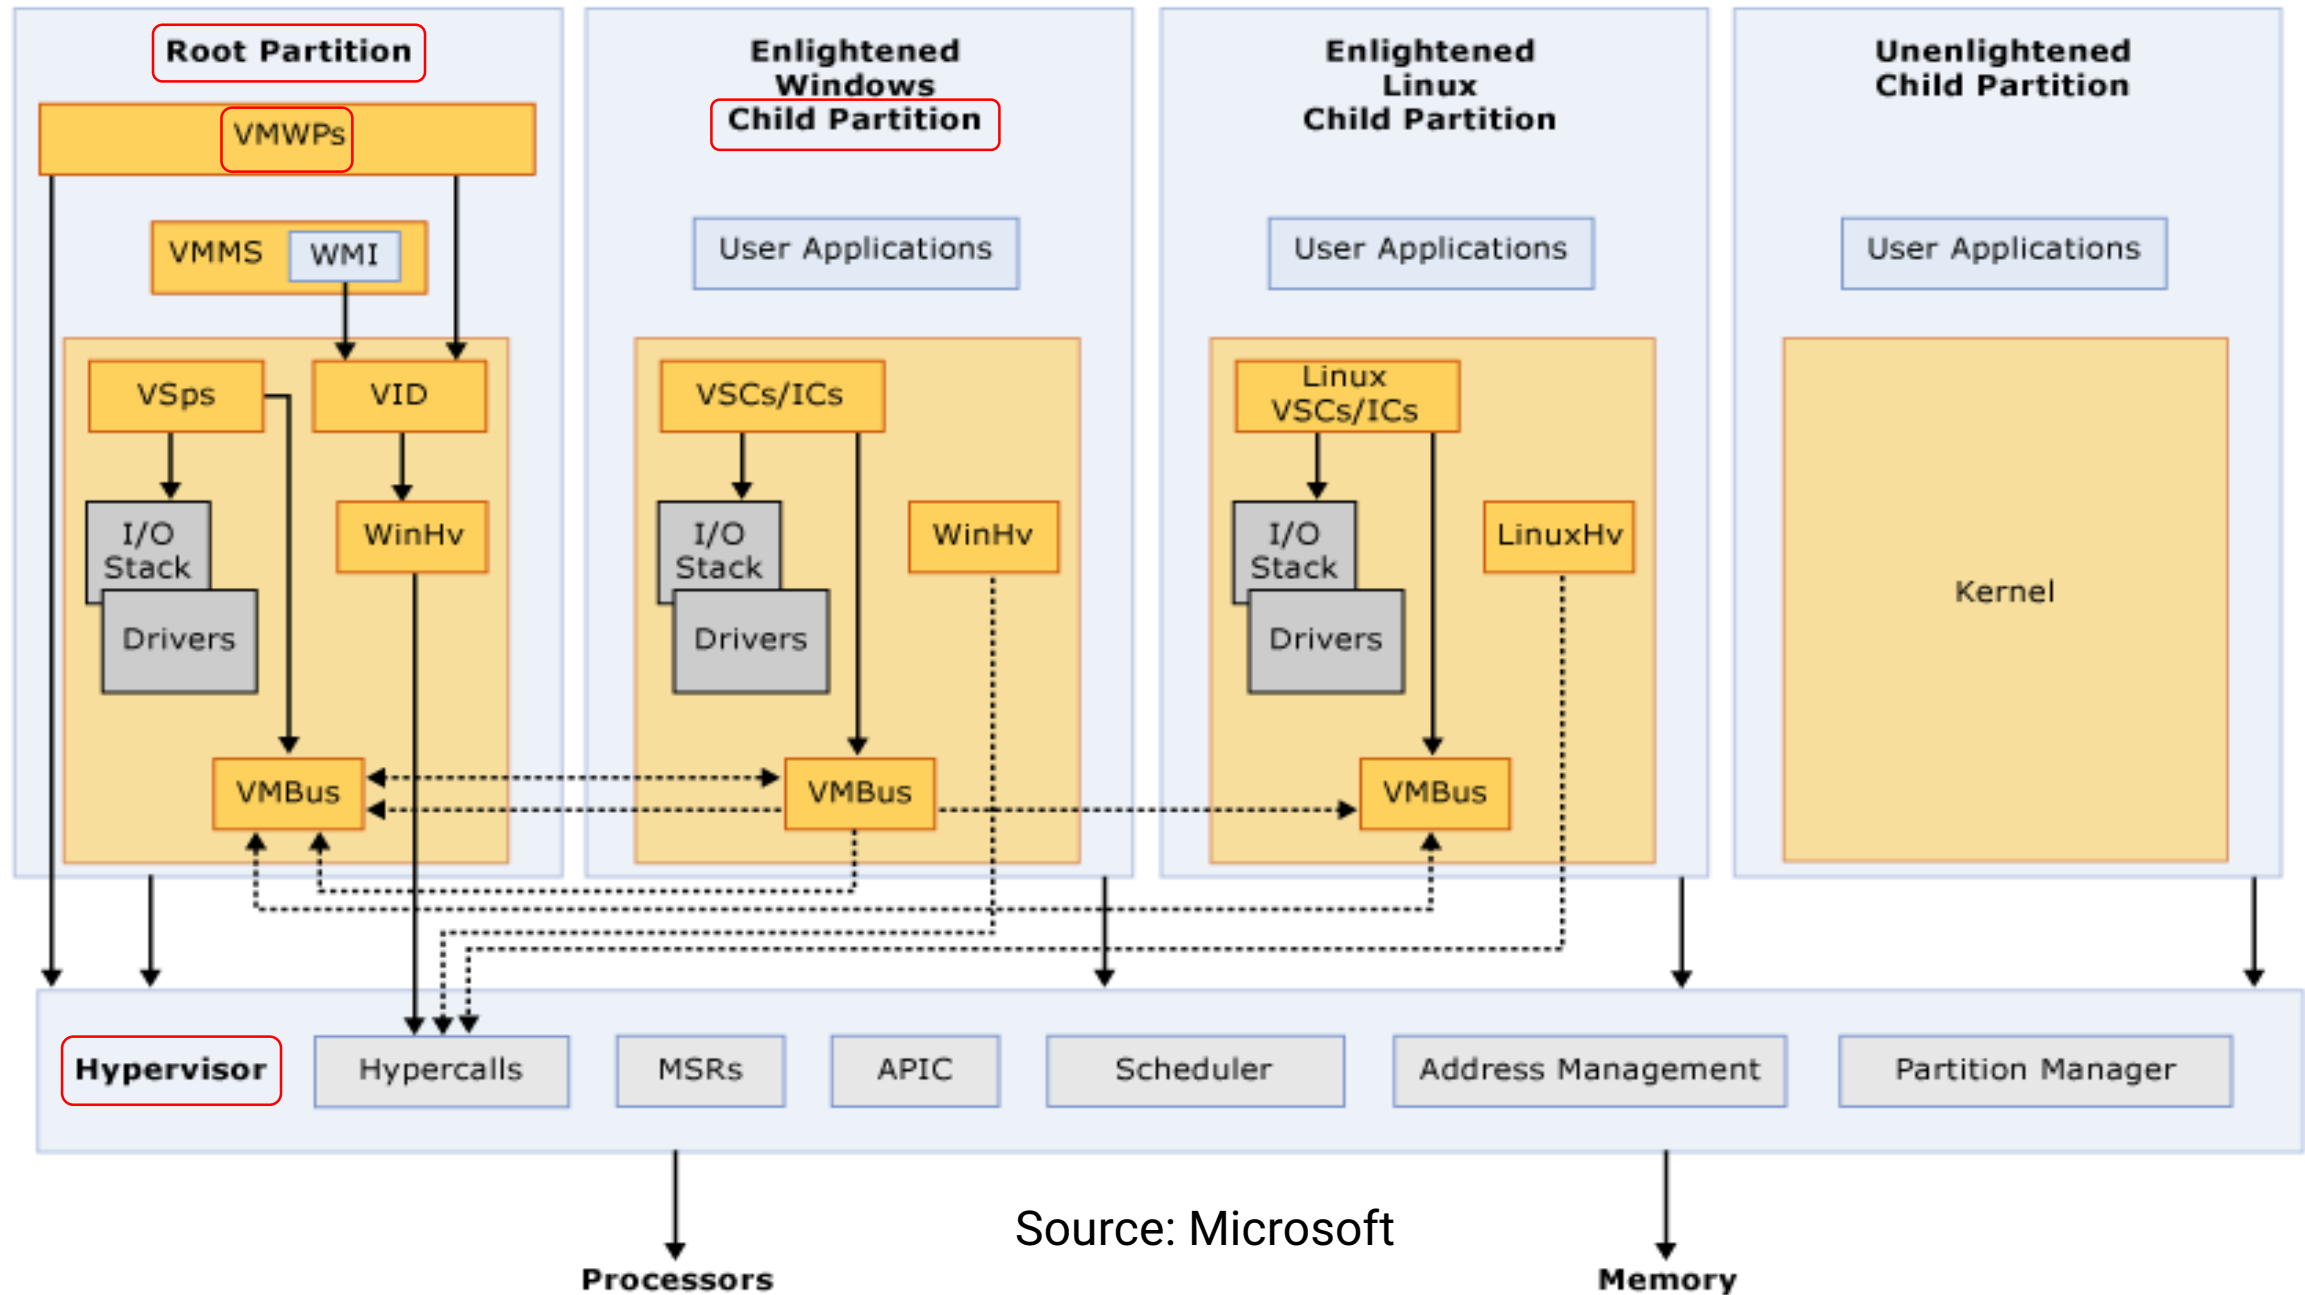 Root Partition
VMWPs
VMMS
WMI
VSps
VID
I/O
Stack
WinHv
Drivers
VMBus
Enlightened
Windows
Child Partition
User Applications
VSCs/ICs
I/O
Stack
WinHv
Drivers
VMBus
Enlightened
Linux
Child Partition
User Applications
Linux
VSCs/ICs
I/O
Stack
LinuxHv
Drivers
VMBus
Unenlightened
Child Partition
User Applications
Kernel
Hypervisor
Hypercalls
MSRs
APIC
Scheduler
Address Management
Partition Manager
Source: Microsoft
Processors
Memory